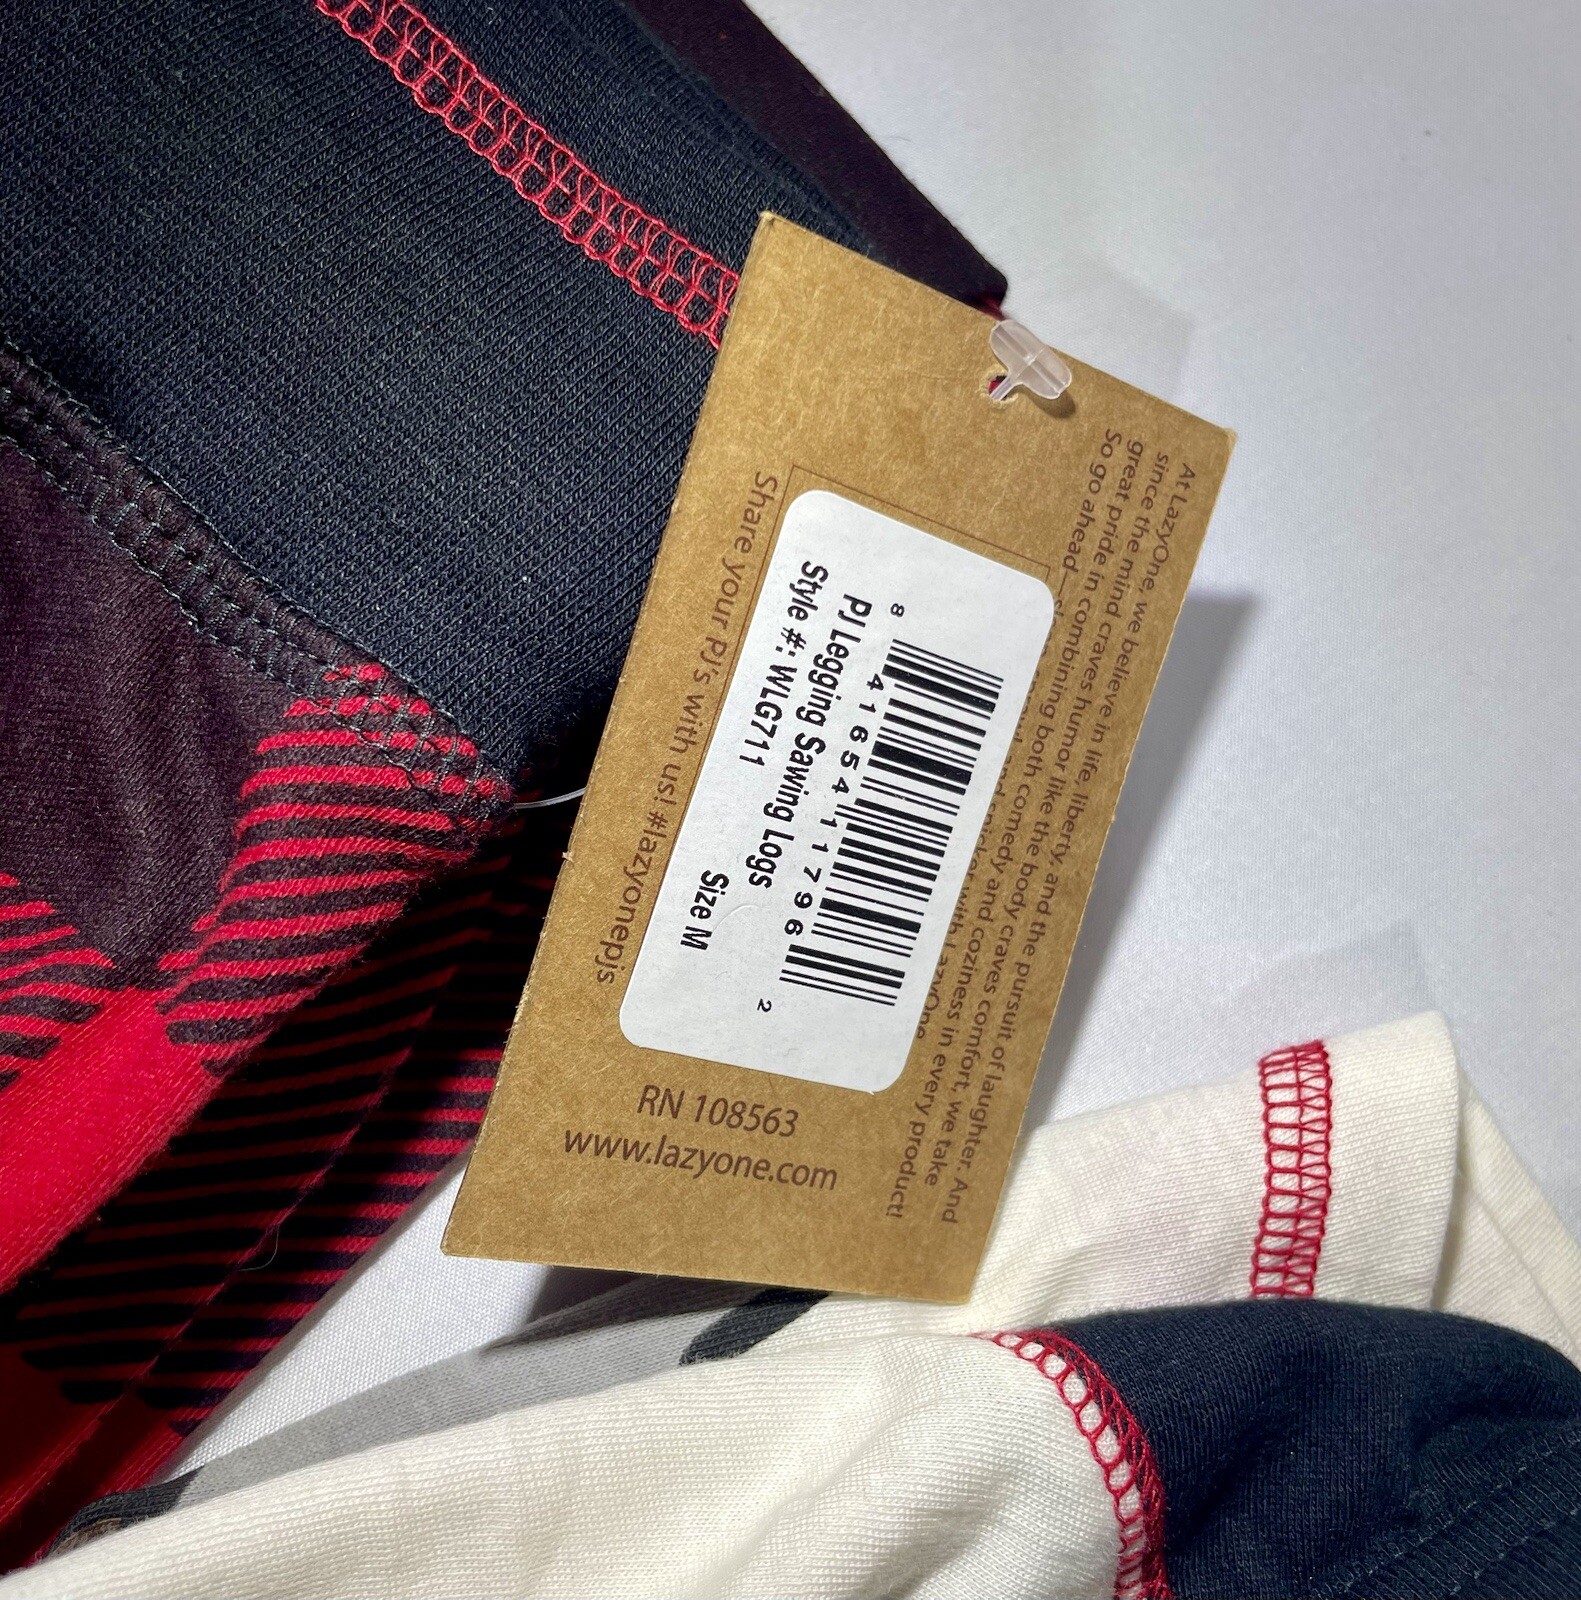 At LazyOne, we believe in life, liberty, and the pursuit of laughter. And
since the mind craves humor like the body craves comfort, we take
great pride in combining both comedy and coziness in every product!
So go ahead— with LazyOne
8 41654 11796 2
PJ Legging Sawing Logs
Style #: WLG711
Size M
Share your PJ's with us! #lazyonepjs
RN 108563
www.lazyone.com